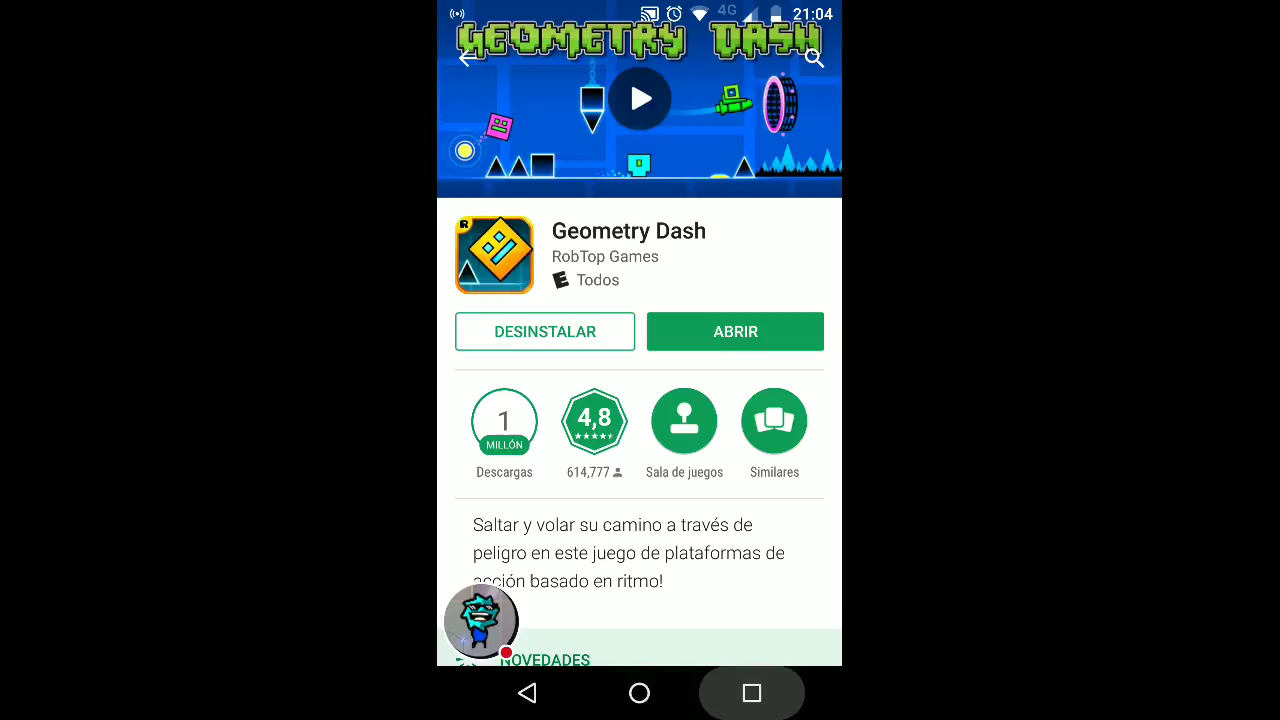 4G 21:04
GEOMETRY DASH
R
Geometry Dash
RobTop Games
E Todos
DESINSTALAR ABRIR
1 4,8
MILLÓN
Descargas 614,777 Sala de juegos Similares
Saltar y volar su camino a través de
peligro en este juego de plataformas de
acción basado en ritmo!
NOVEDADES